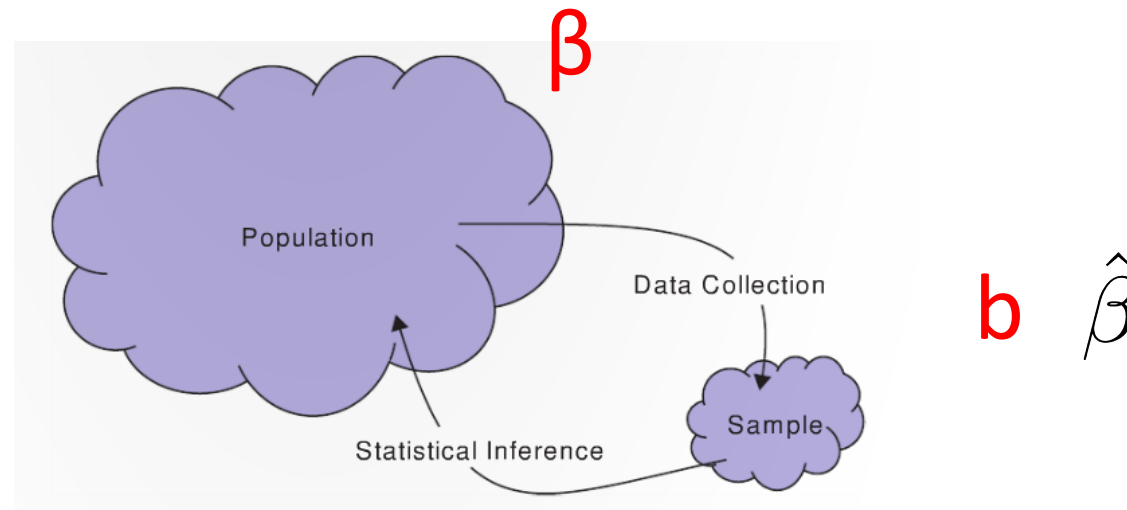 β
Population
Data Collection
b β̂
Sample
Statistical Inference